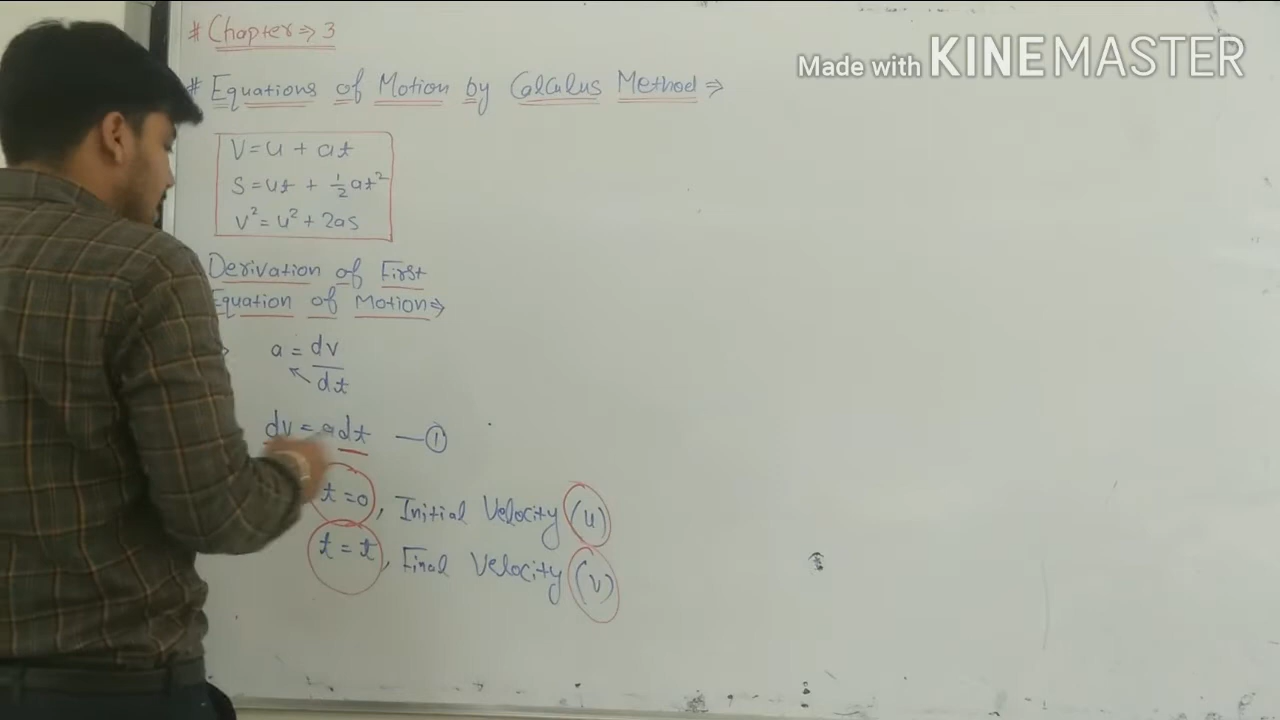 # Chapter ⇒ 3
Made with KINEMASTER
# Equations of Motion by Calculus Method ⇒
V = u + at
S = ut + ½at²
V² = u² + 2as
Derivation of First
Equation of Motion ⇒
a = dv/dt
dv = adt — ①
t = 0, Initial Velocity (u)
t = t, Final Velocity (v)